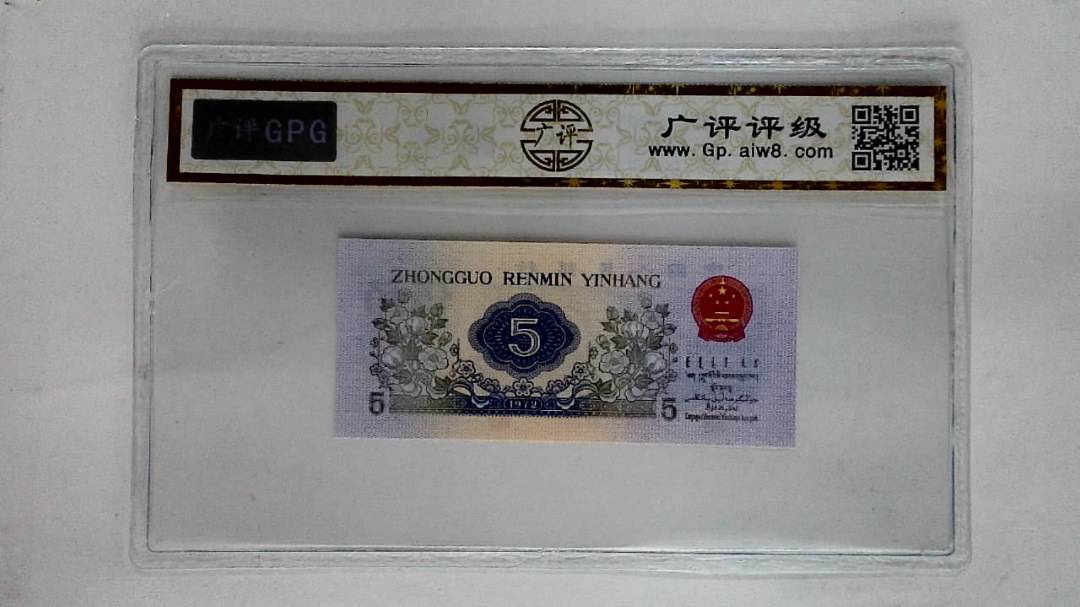 广评GPG
广评
广评评级
www.Gp.aiw8.com
ZHONGGUO RENMIN YINHANG
5
5
1972
5